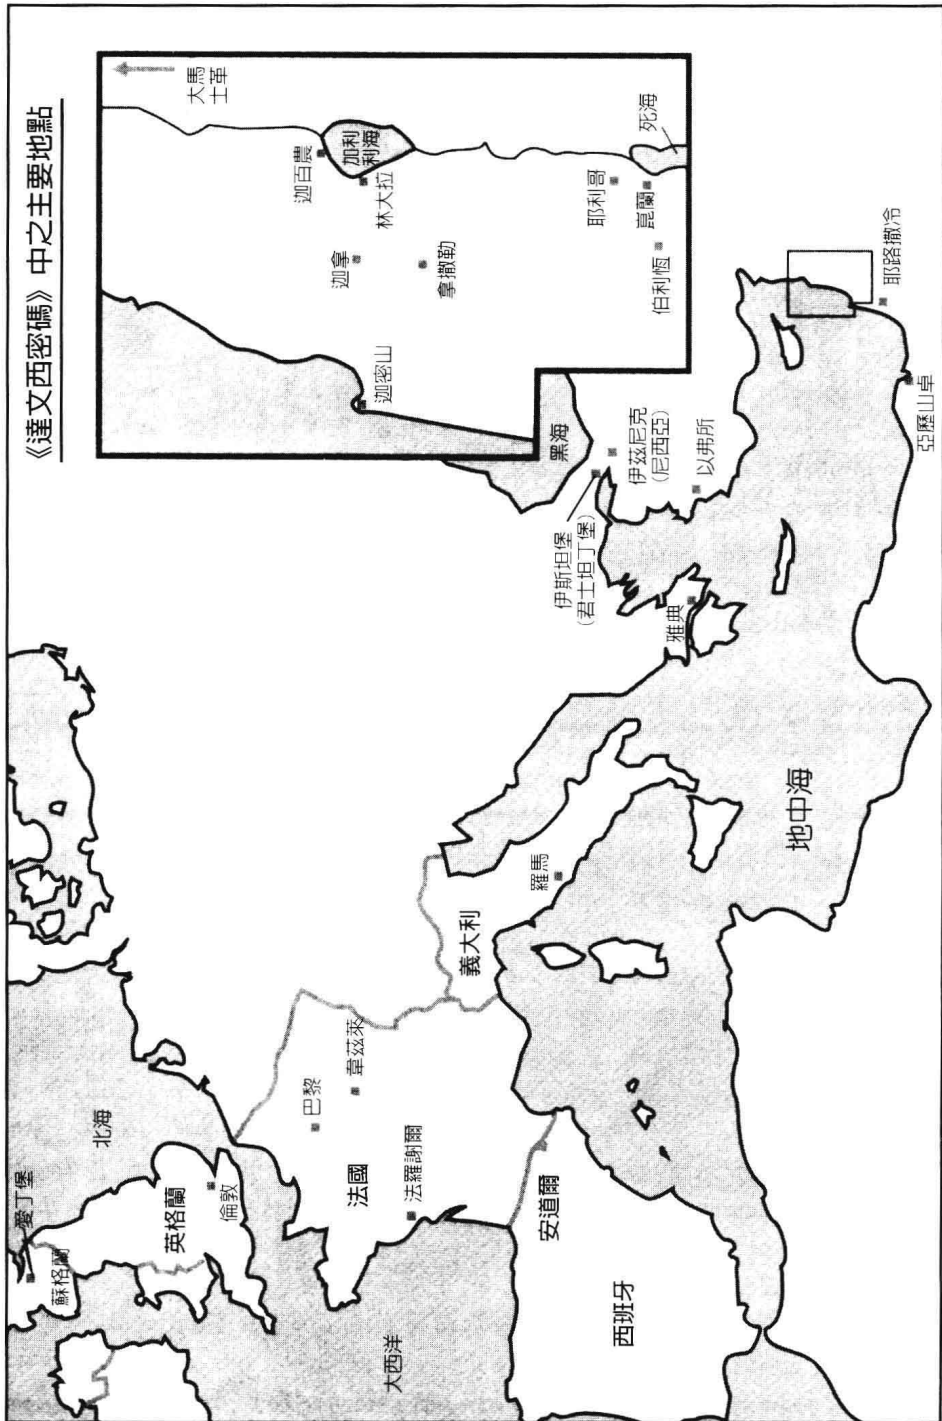 《達文西密碼》中之主要地點
大馬
士革
迦百農
加利
利海
林大拉
迦拿
拿撒勒
迦密山
耶利哥
崑蘭
死海
伯利恆
黑海
伊斯坦堡
(君士坦丁堡)
伊茲尼克
(尼西亞)
以弗所
雅典
耶路撒冷
亞歷山卓
地中海
羅馬
義大利
北海
愛丁堡
蘇格蘭
英格蘭
倫敦
巴黎
韋茲萊
法國
法羅謝爾
安道爾
大西洋
西班牙